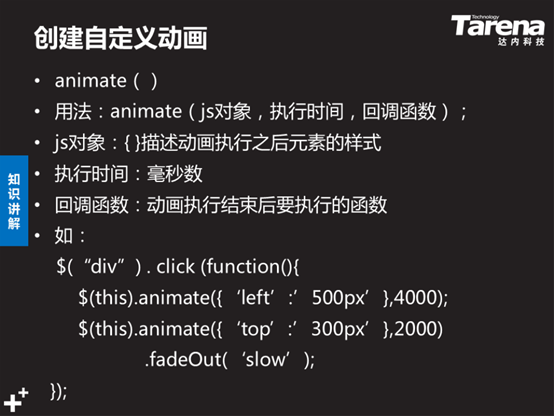 创建自定义动画
Technology
Tarena
达内科技
• animate（ ）
• 用法：animate（js对象，执行时间，回调函数）;
• js对象：{ }描述动画执行之后元素的样式
• 执行时间：毫秒数
• 回调函数：动画执行结束后要执行的函数
• 如：
$(“div”) . click (function(){
$(this).animate({‘left’:’500px’},4000);
$(this).animate({‘top’:’300px’},2000)
.fadeOut(‘slow’);
});
知识讲解